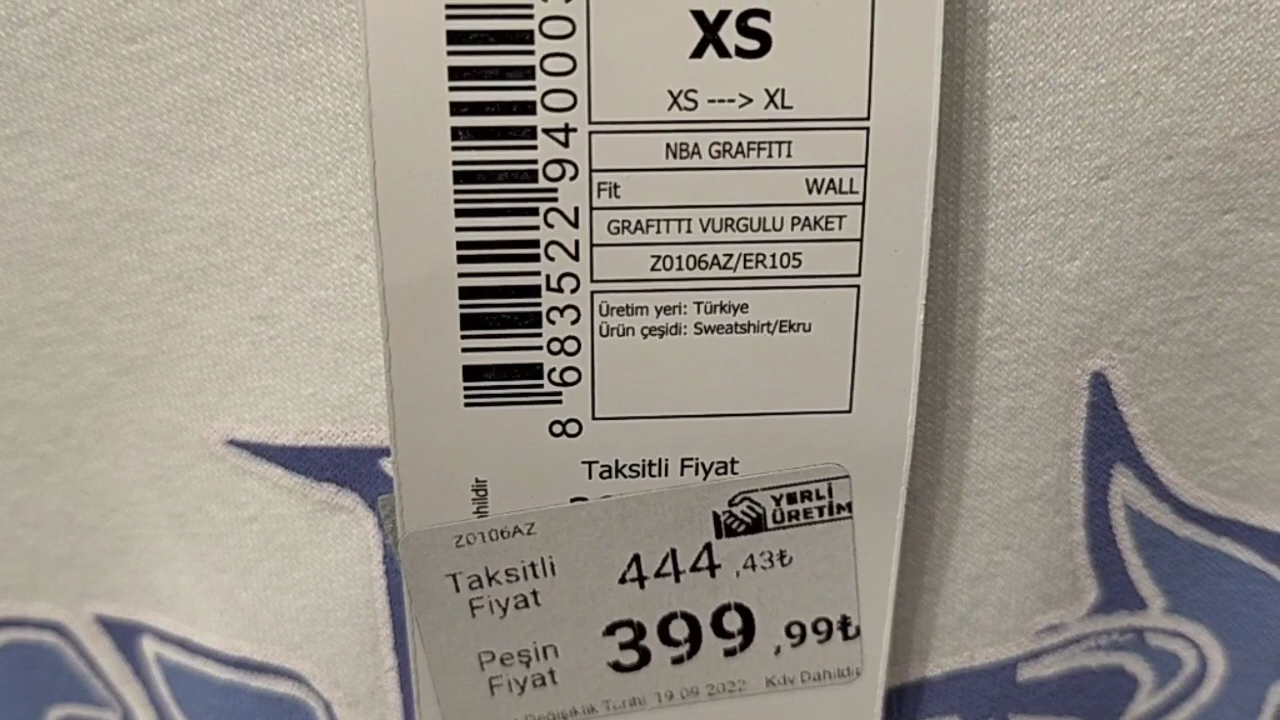 XS
XS ---> XL
NBA GRAFFITI
Fit WALL
GRAFITTI VURGULU PAKET
Z0106AZ/ER105
Üretim yeri: Türkiye
Ürün çeşidi: Sweatshirt/Ekru
8 683522 940003
Taksitli Fiyat
hildir
Z0106AZ
YERLİ
ÜRETİM
Taksitli
Fiyat
444,43₺
Peşin
Fiyat
399,99₺
Değişiklik Tarihi 19 09 2022 Kdv Dahildir